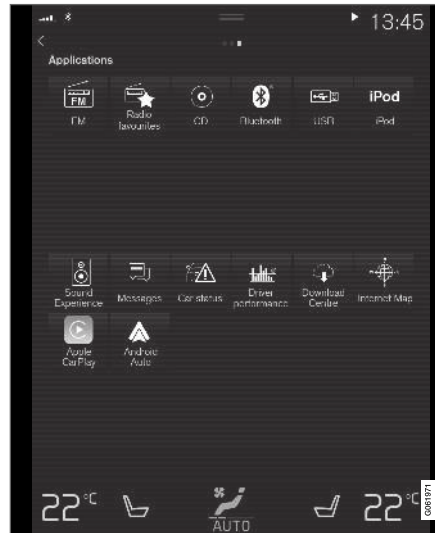 13:45
Applications
FM
iPod
FM
Radio
favourites
CD
Bluetooth
USB
iPod
Sound
Experience
Messages
Car status
Driver
performance
Download
Centre
Internet Map
Apple
CarPlay
Android
Auto
22°C
22°C
AUTO
G061971